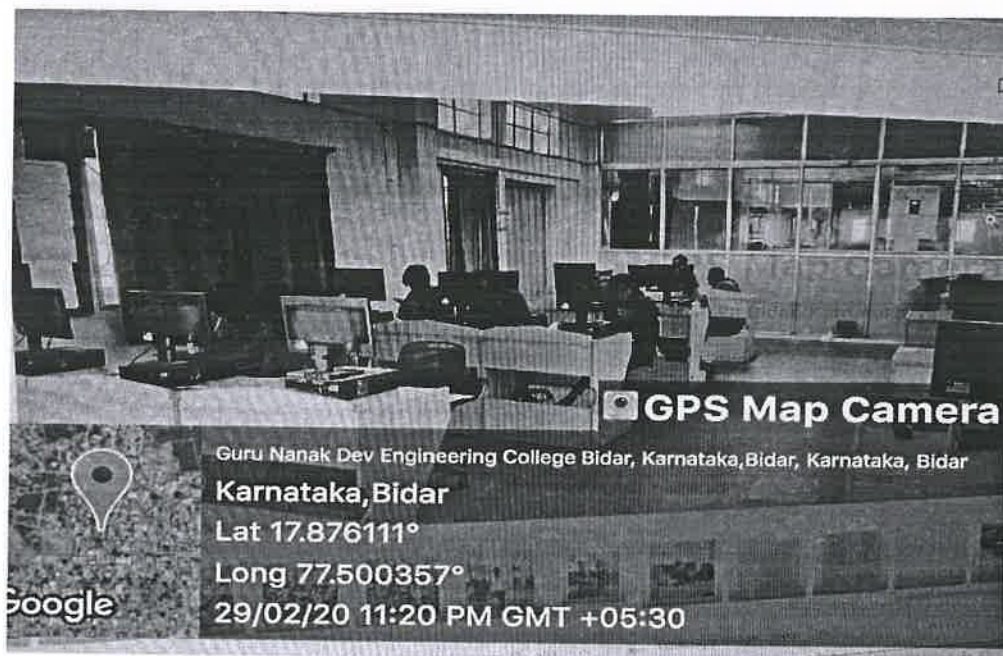 GPS Map Camera
Guru Nanak Dev Engineering College Bidar, Karnataka,Bidar, Karnataka, Bidar
Karnataka,Bidar
Lat 17.876111°
Long 77.500357°
29/02/20 11:20 PM GMT +05:30
Google